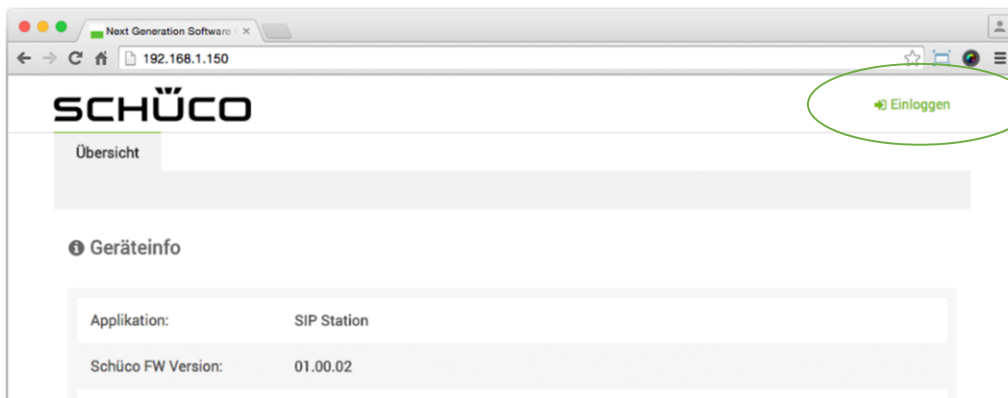 Next Generation Software
192.168.1.150
SCHÜCO
Einloggen
Übersicht
Geräteinfo
Applikation: SIP Station
Schüco FW Version: 01.00.02